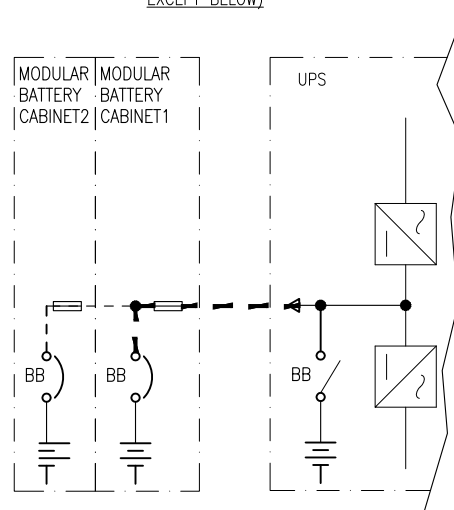 EXCEPT BELOW)
MODULAR
BATTERY
CABINET2
MODULAR
BATTERY
CABINET1
UPS
BB
BB
BB